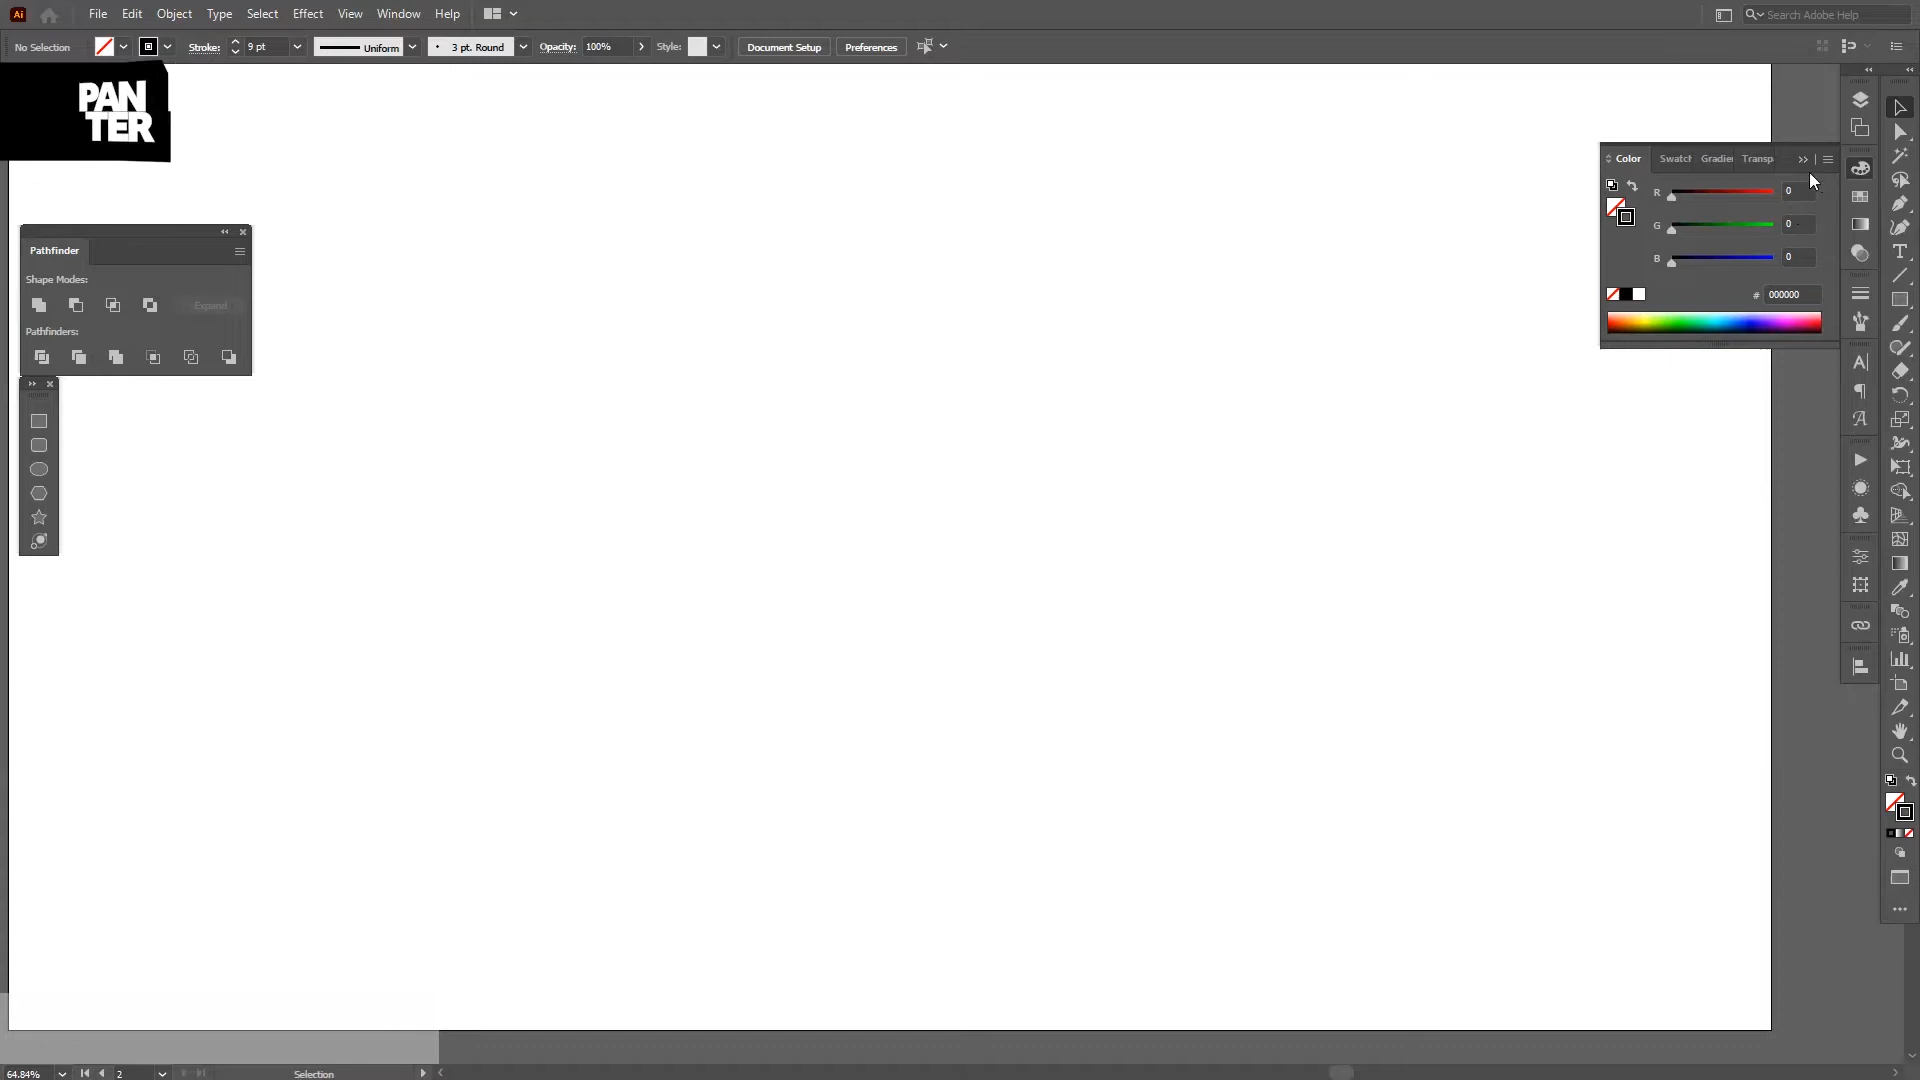 Ai File Edit Object Type Select Effect View Window Help Search Adobe Help
No Selection Stroke: 9 pt Uniform 3 pt. Round Opacity: 100% Style: Document Setup Preferences
PAN
TER
Color Swatch Gradie Transp
R 0
G 0
B 0
# 000000
Pathfinder
Shape Modes:
Expand
Pathfinders:
64.84% 2 Selection